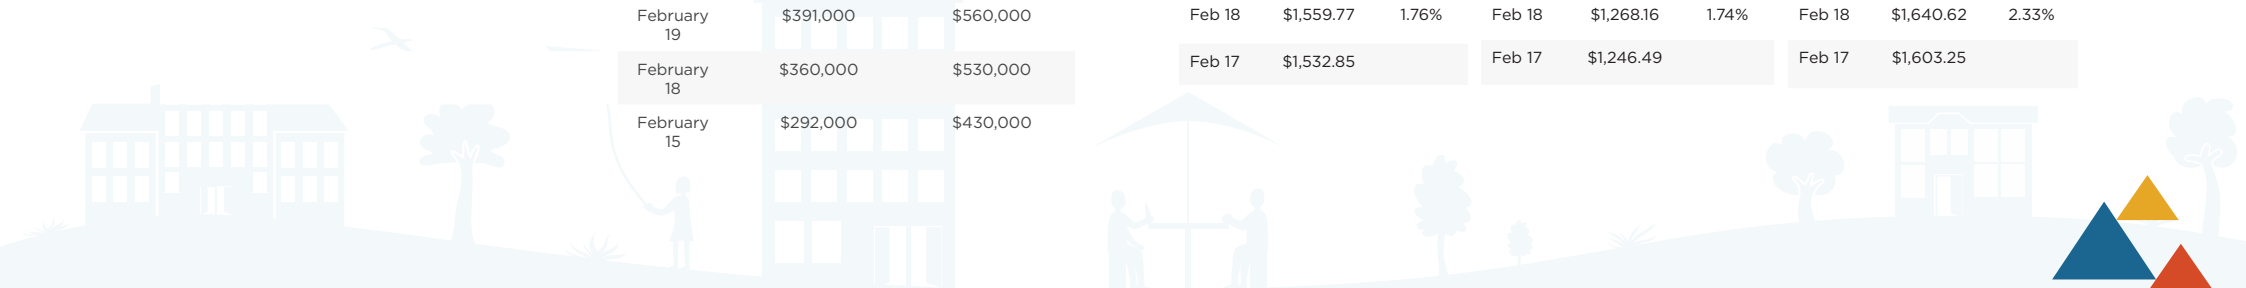 February $391,000 $560,000
19
February $360,000 $530,000
18
February $292,000 $430,000
15
Feb 18 $1,559.77 1.76%
Feb 17 $1,532.85
Feb 18 $1,268.16 1.74%
Feb 17 $1,246.49
Feb 18 $1,640.62 2.33%
Feb 17 $1,603.25